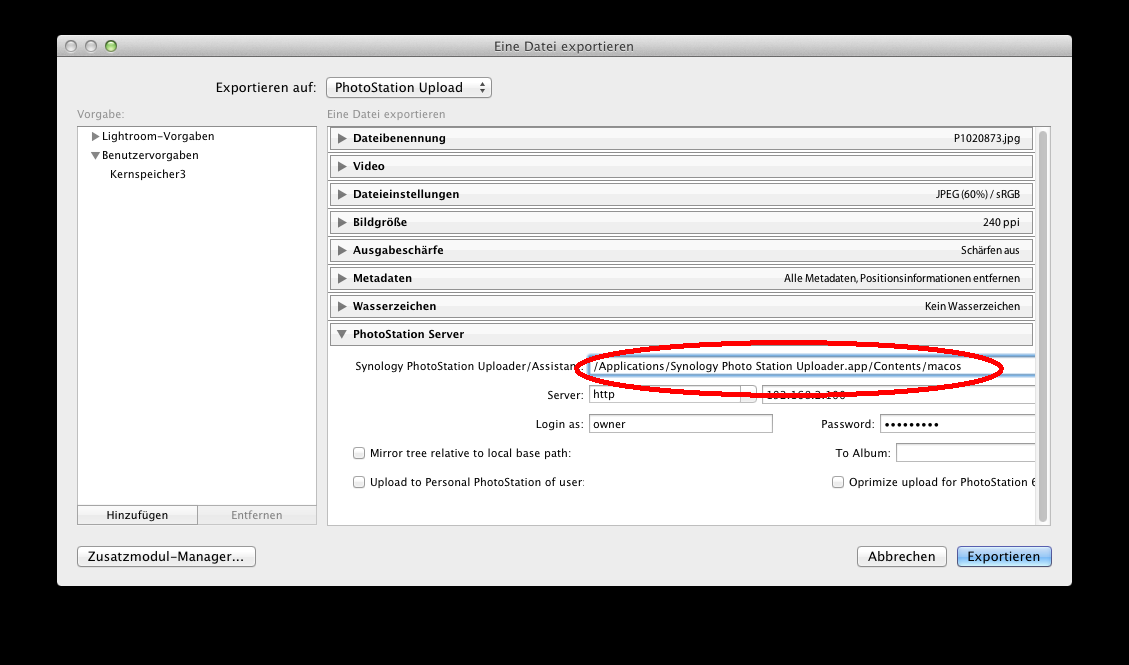 Eine Datei exportieren
Exportieren auf: PhotoStation Upload
Vorgabe:
Eine Datei exportieren
Lightroom-Vorgaben
Benutzervorgaben
Kernspeicher3
Dateibenennung P1020873.jpg
Video
Dateieinstellungen JPEG (60%) / sRGB
Bildgröße 240 ppi
Ausgabeschärfe Schärfen aus
Metadaten Alle Metadaten, Positionsinformationen entfernen
Wasserzeichen Kein Wasserzeichen
PhotoStation Server
Synology PhotoStation Uploader/Assistan /Applications/Synology Photo Station Uploader.app/Contents/macos
Server: http
Login as: owner Password: •••••••••
Mirror tree relative to local base path: To Album:
Upload to Personal PhotoStation of user: Oprimize upload for PhotoStation 6
Hinzufügen Entfernen
Zusatzmodul-Manager... Abbrechen Exportieren